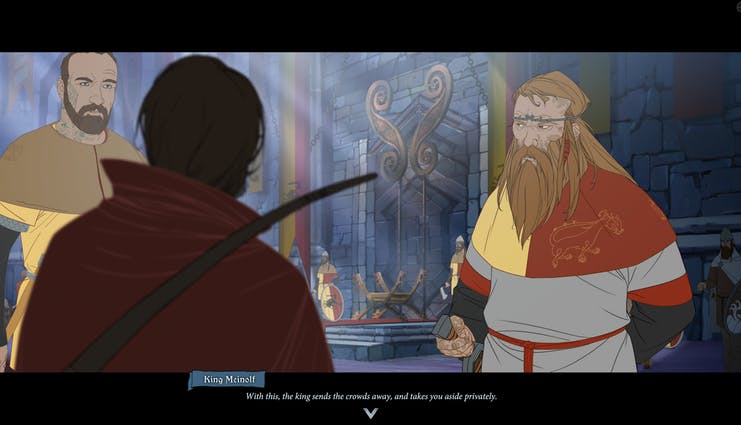 King Meinolf
With this, the king sends the crowds away, and takes you aside privately.